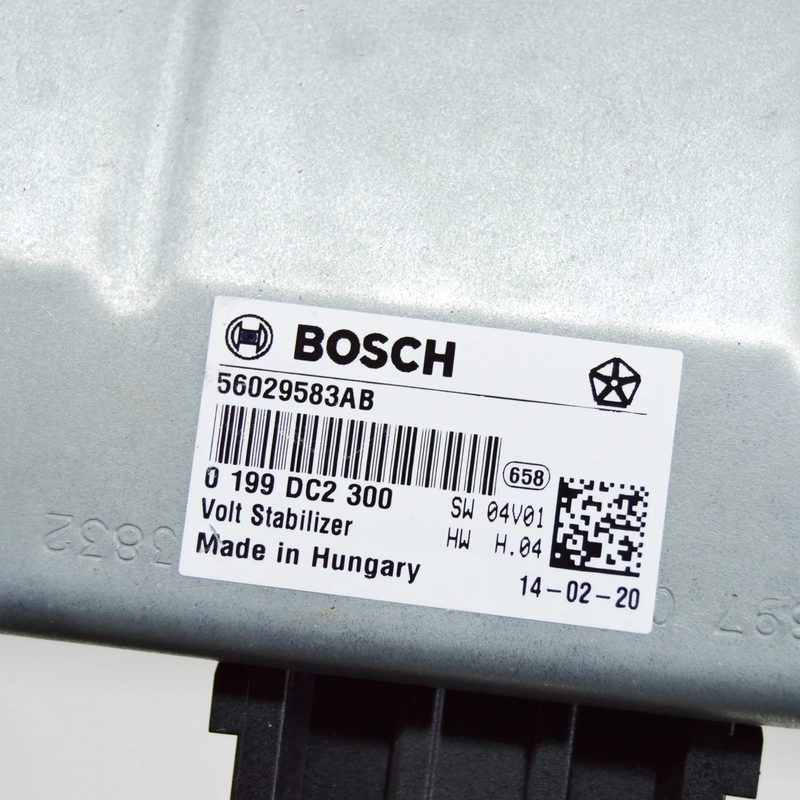 BOSCH
56029583AB
658
0 199 DC2 300
SW 04V01
Volt Stabilizer
HW H.04
Made in Hungary
14-02-20